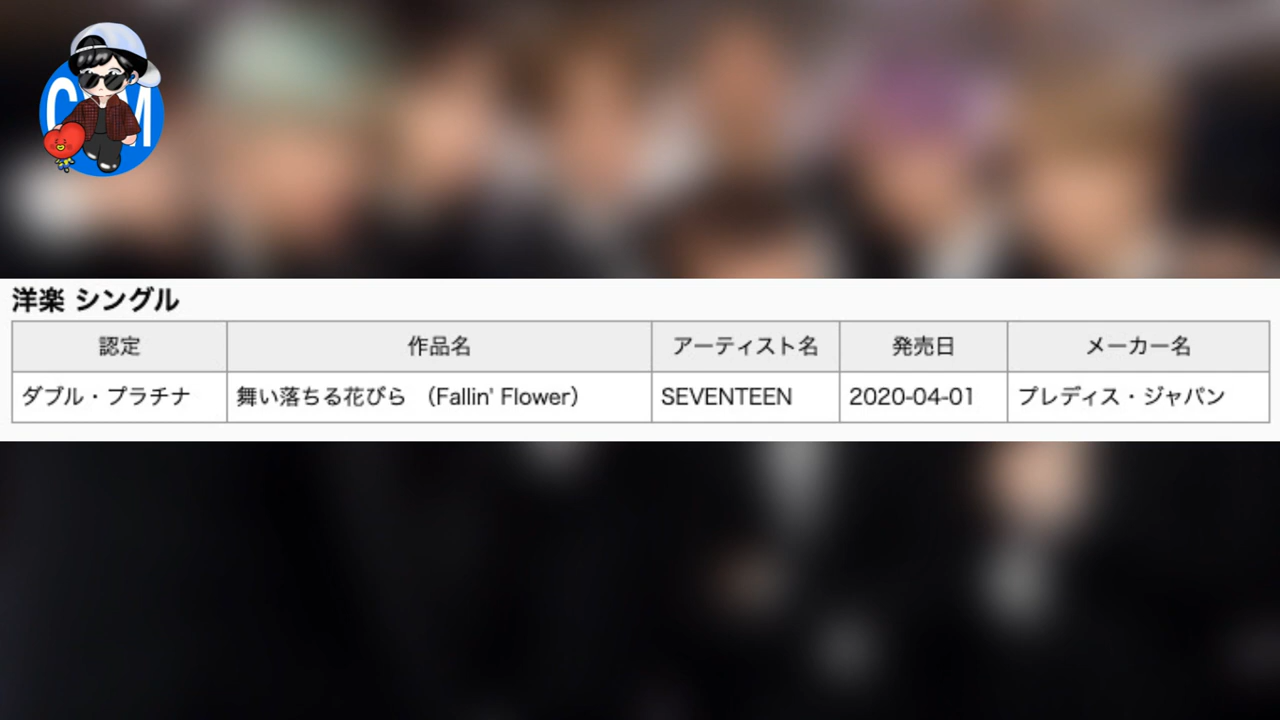 洋楽 シングル
認定 作品名 アーティスト名 発売日 メーカー名
ダブル・プラチナ 舞い落ちる花びら （Fallin' Flower） SEVENTEEN 2020-04-01 プレディス・ジャパン